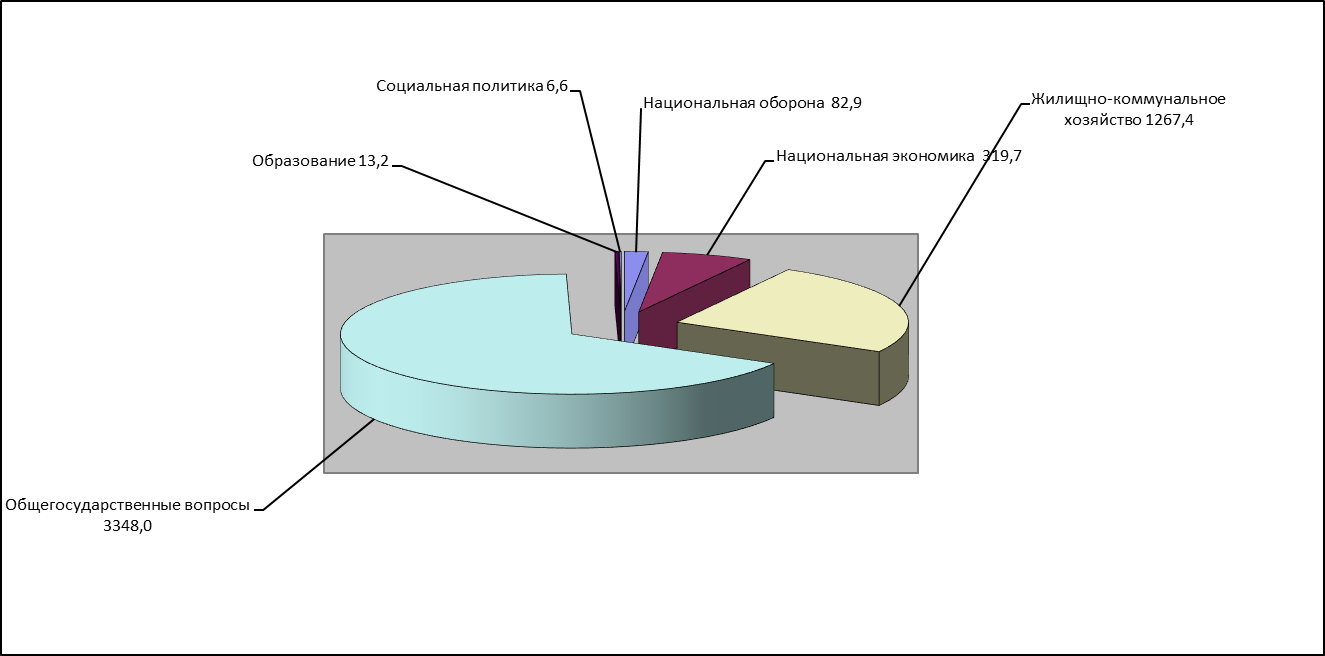 Социальная политика 6,6
Национальная оборона 82,9
Жилищно-коммунальное
хозяйство 1267,4
Образование 13,2
Национальная экономика 319,7
Общегосударственные вопросы
3348,0